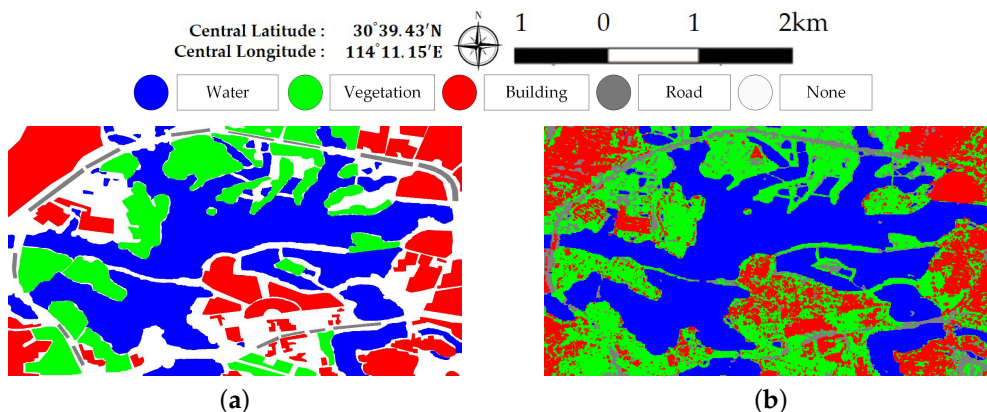 Central Latitude : 30°39.43′N
Central Longitude : 114°11.15′E
N
1 0 1 2km
Water Vegetation Building Road None
(a) (b)